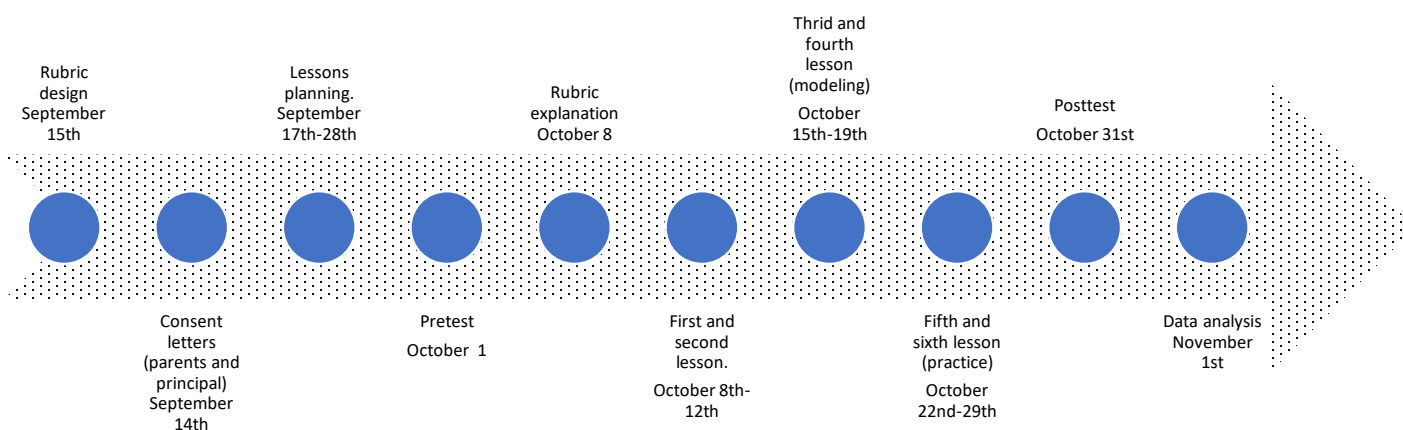 Rubric
design
September
15th
Consent
letters
(parents and
principal)
September
14th
Lessons
planning.
September
17th-28th
Pretest
October 1
Rubric
explanation
October 8
First and
second
lesson.
October 8th-
12th
Thrid and
fourth
lesson
(modeling)
October
15th-19th
Fifth and
sixth lesson
(practice)
October
22nd-29th
Posttest
October 31st
Data analysis
November
1st